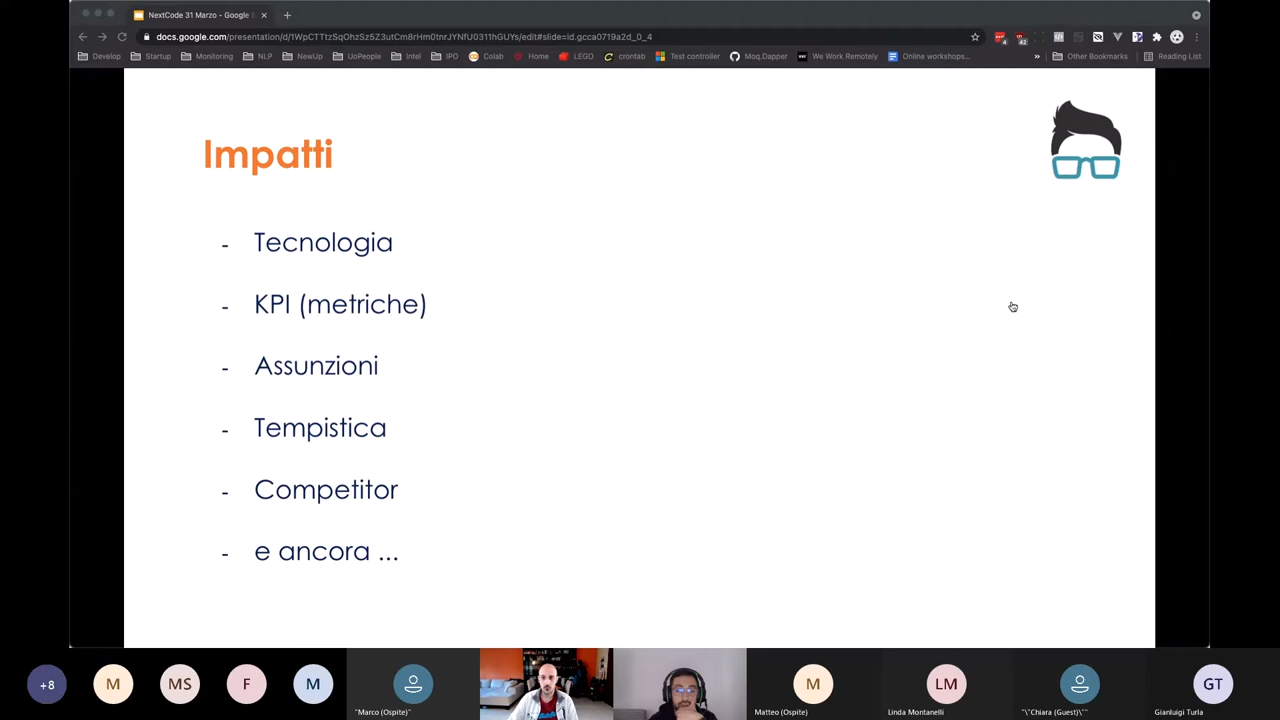 NextCode 31 Marzo - Google S
docs.google.com/presentation/d/1WpCTTtzSqOhzSz5Z3utCm8rHm0tnrJYNfU0311hGUYs/edit#slide=id.gcca0719a2d_0_4
Develop Startup Monitoring NLP NewUp UoPeople Intel IPO Colab Home LEGO crontab Test controller Moq.Dapper We Work Remotely Online workshops... » Other Bookmarks Reading List
Impatti
- Tecnologia
- KPI (metriche)
- Assunzioni
- Tempistica
- Competitor
- e ancora ...
+8 M MS F M M LM GT
"Marco (Ospite)" Matteo (Ospite) Linda Montanelli "\"Chiara (Guest)\"" Gianluigi Turla